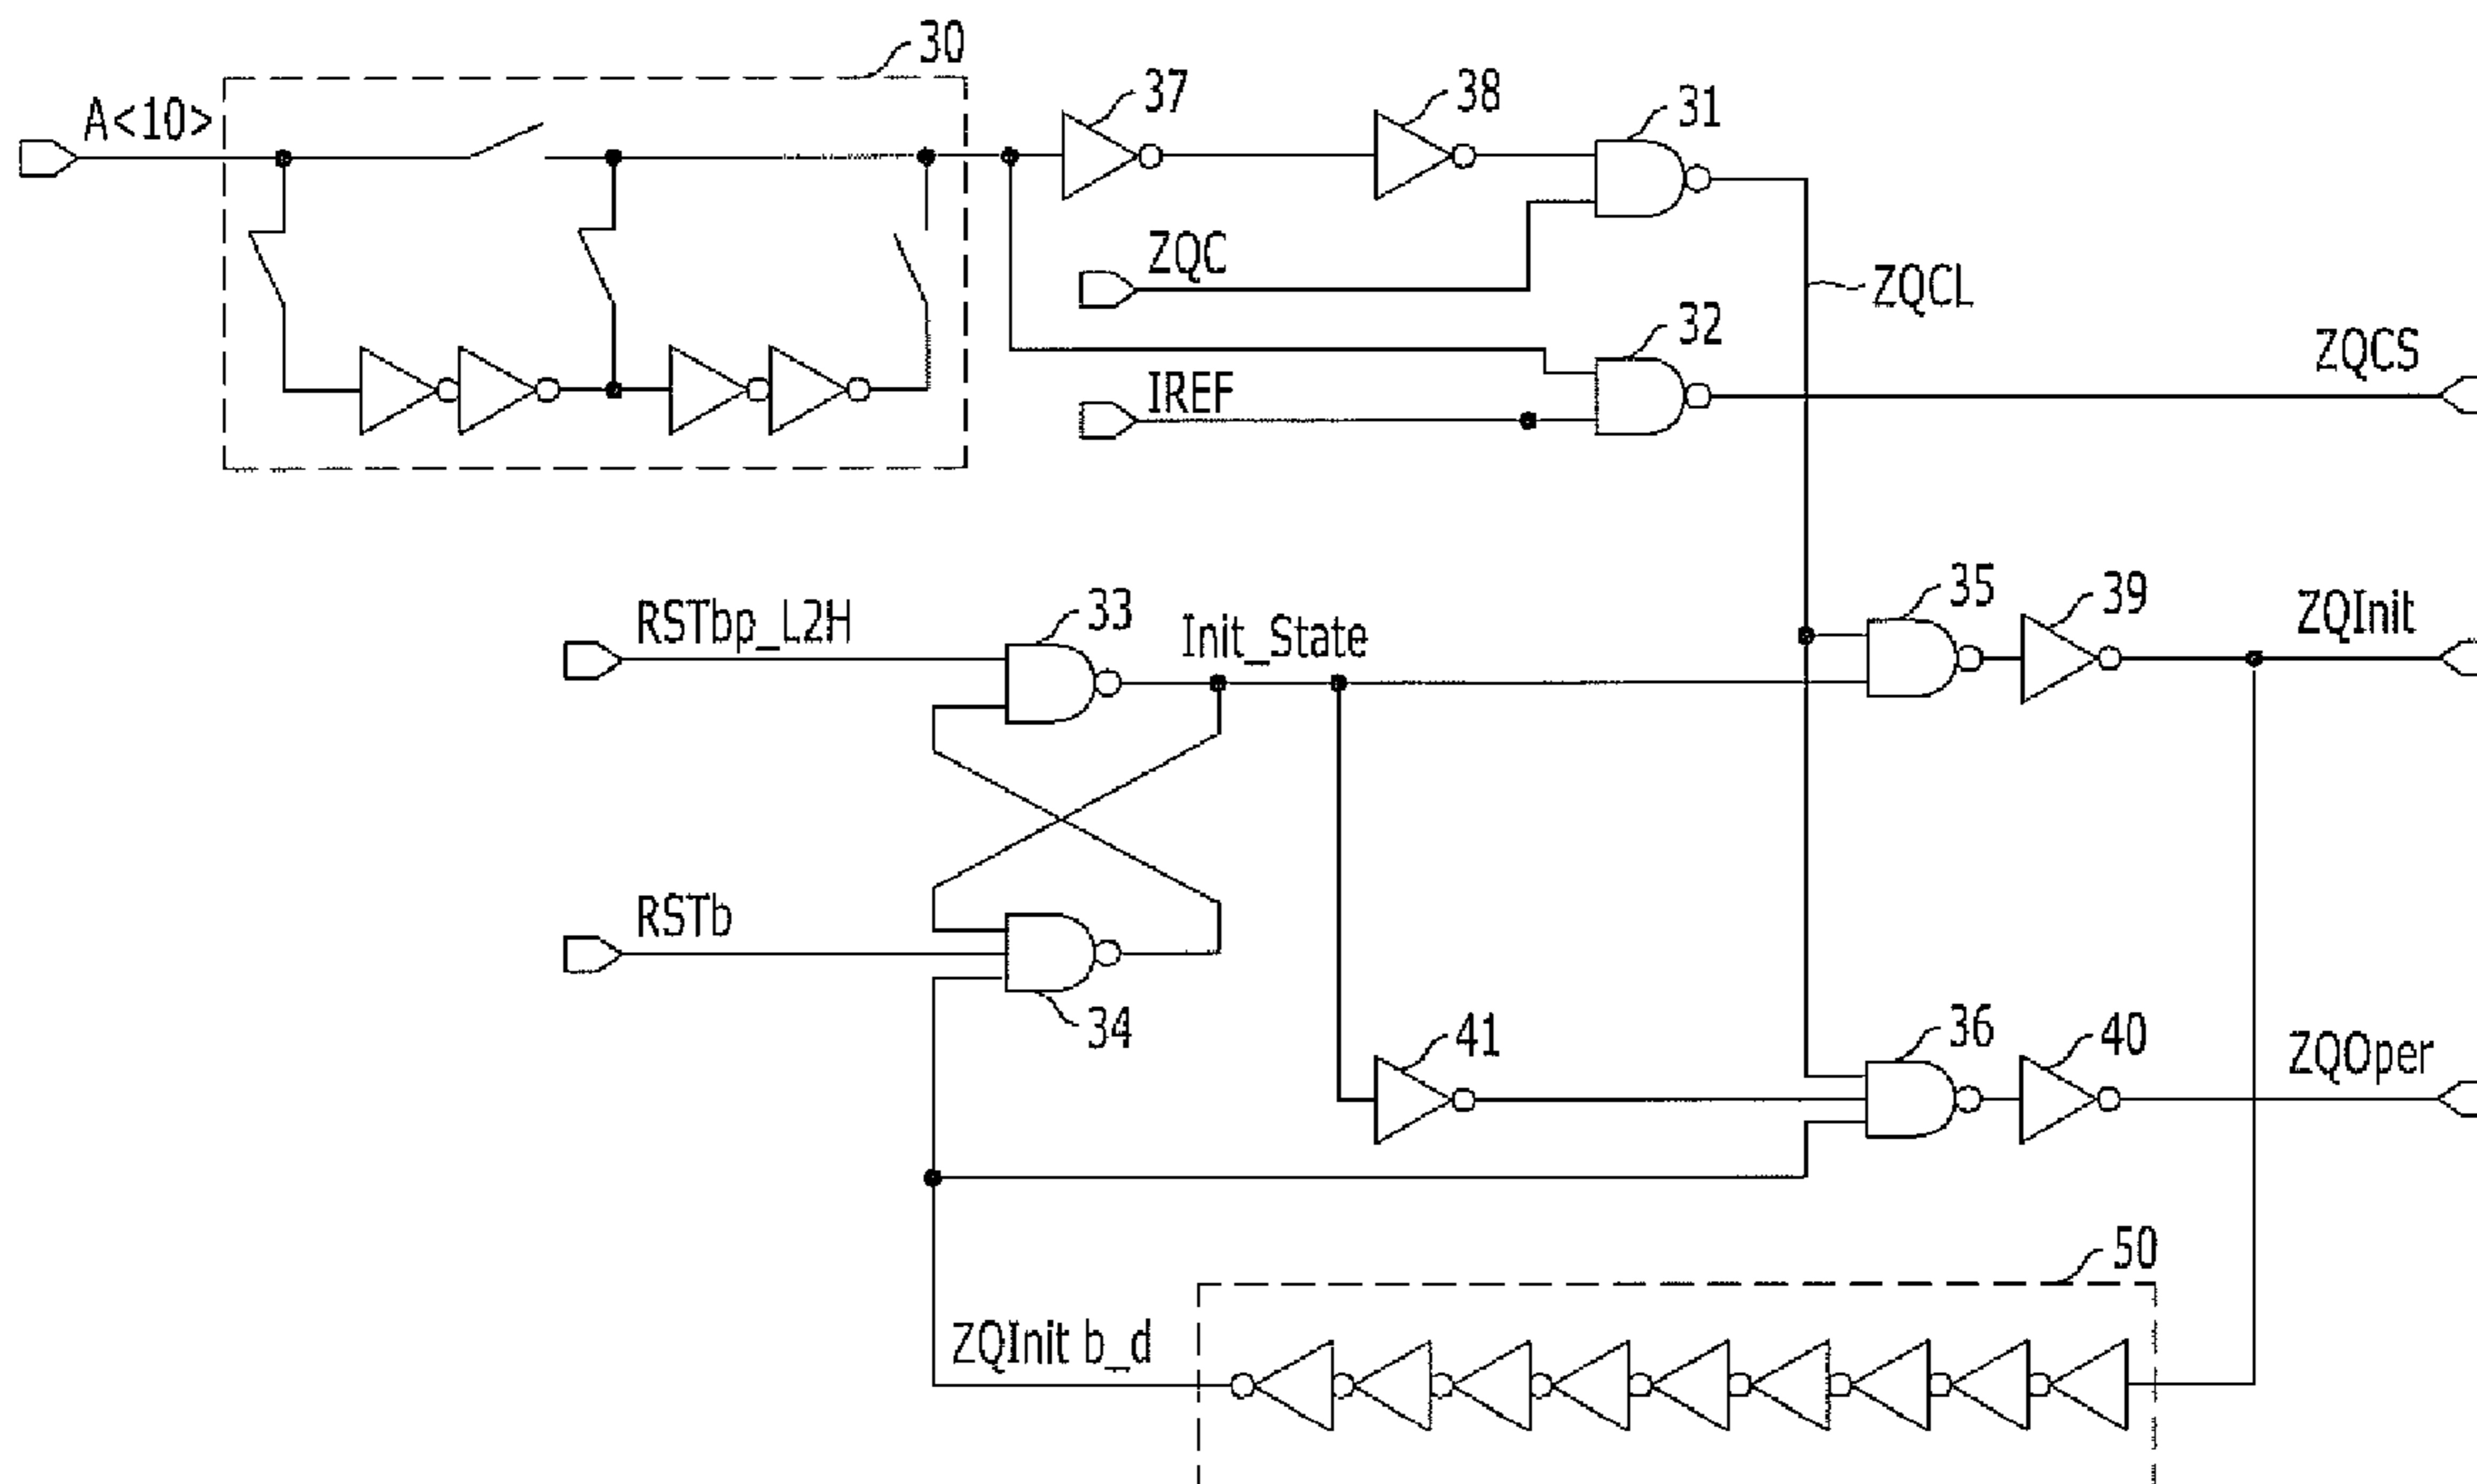 30
A<10>
37
38
31
ZQC
ZQCL
32
ZQCS
IREF
RSTbp_L2H
33
Init_State
35
39
ZQInit
RSTb
34
41
36
40
ZQOper
50
ZQInit b_d